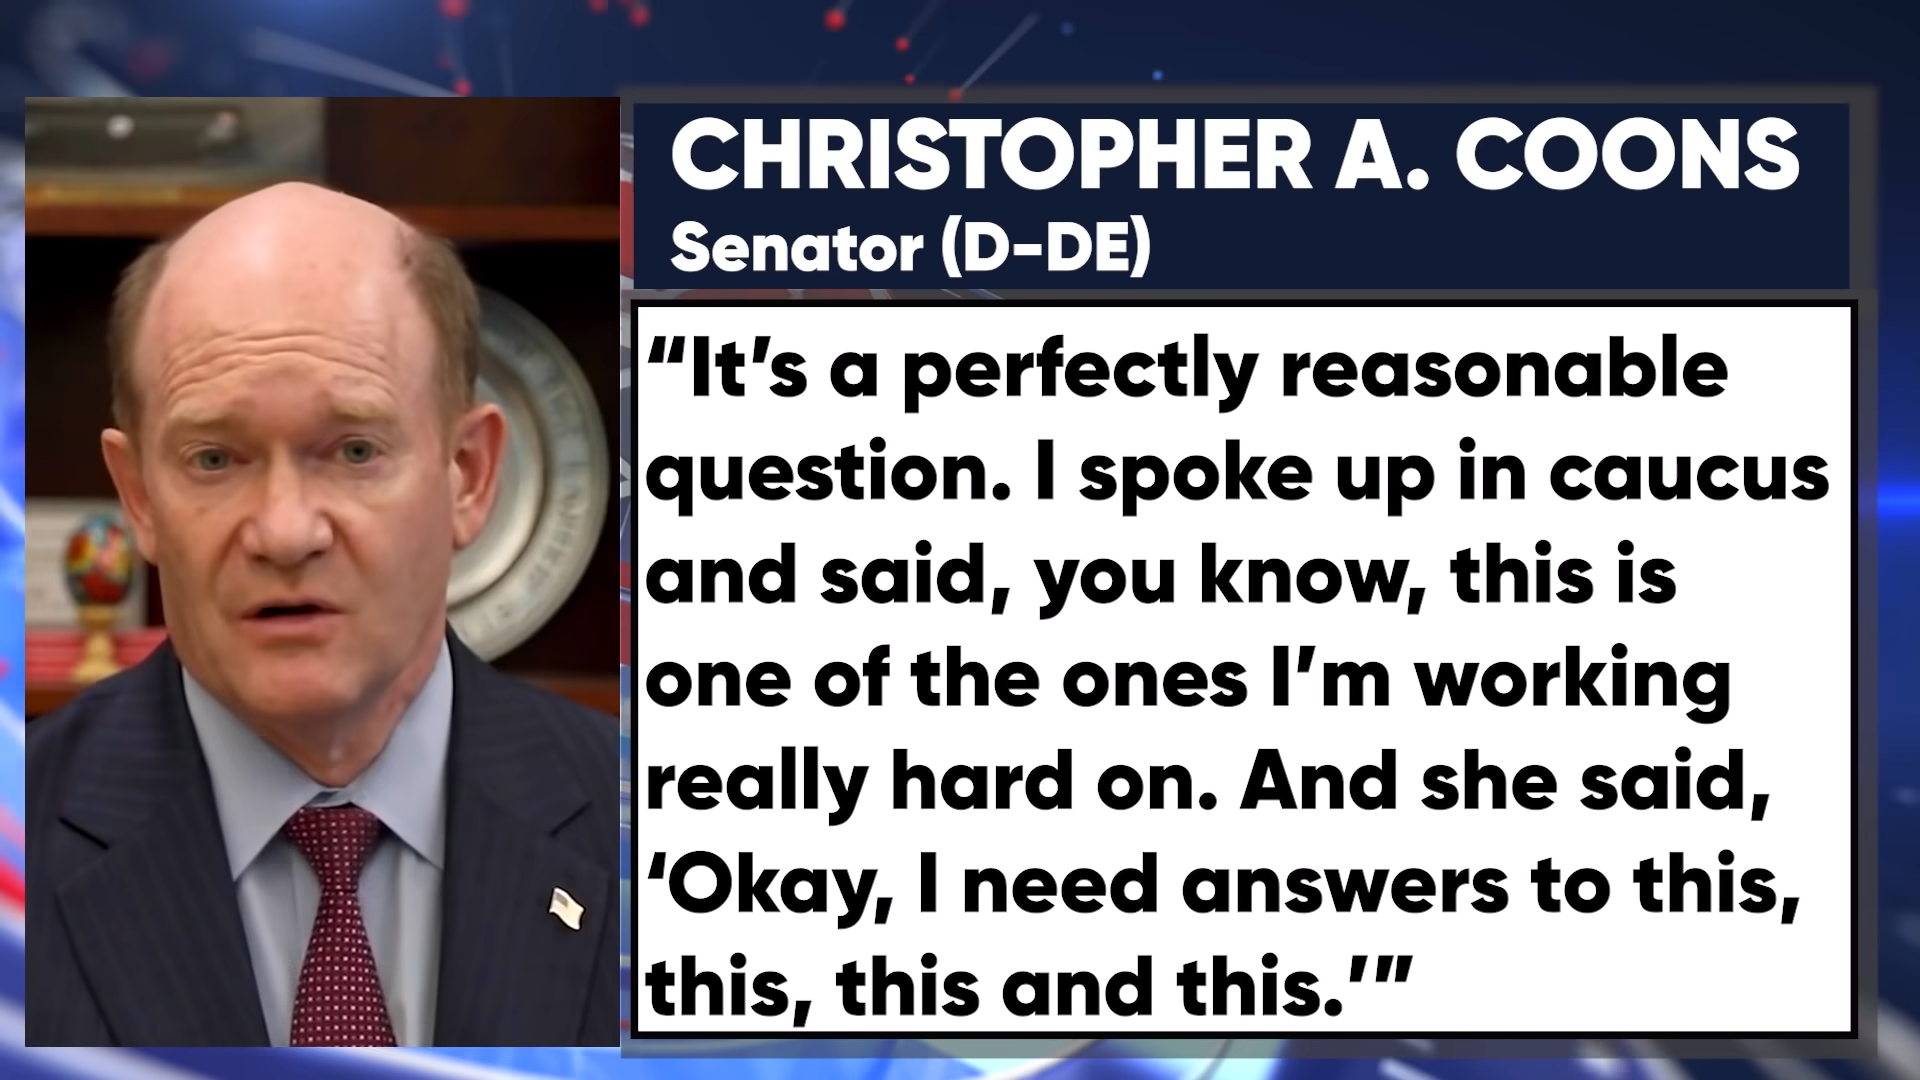 CHRISTOPHER A. COONS
Senator (D-DE)
“It’s a perfectly reasonable
question. I spoke up in caucus
and said, you know, this is
one of the ones I’m working
really hard on. And she said,
‘Okay, I need answers to this,
this, this and this.’”